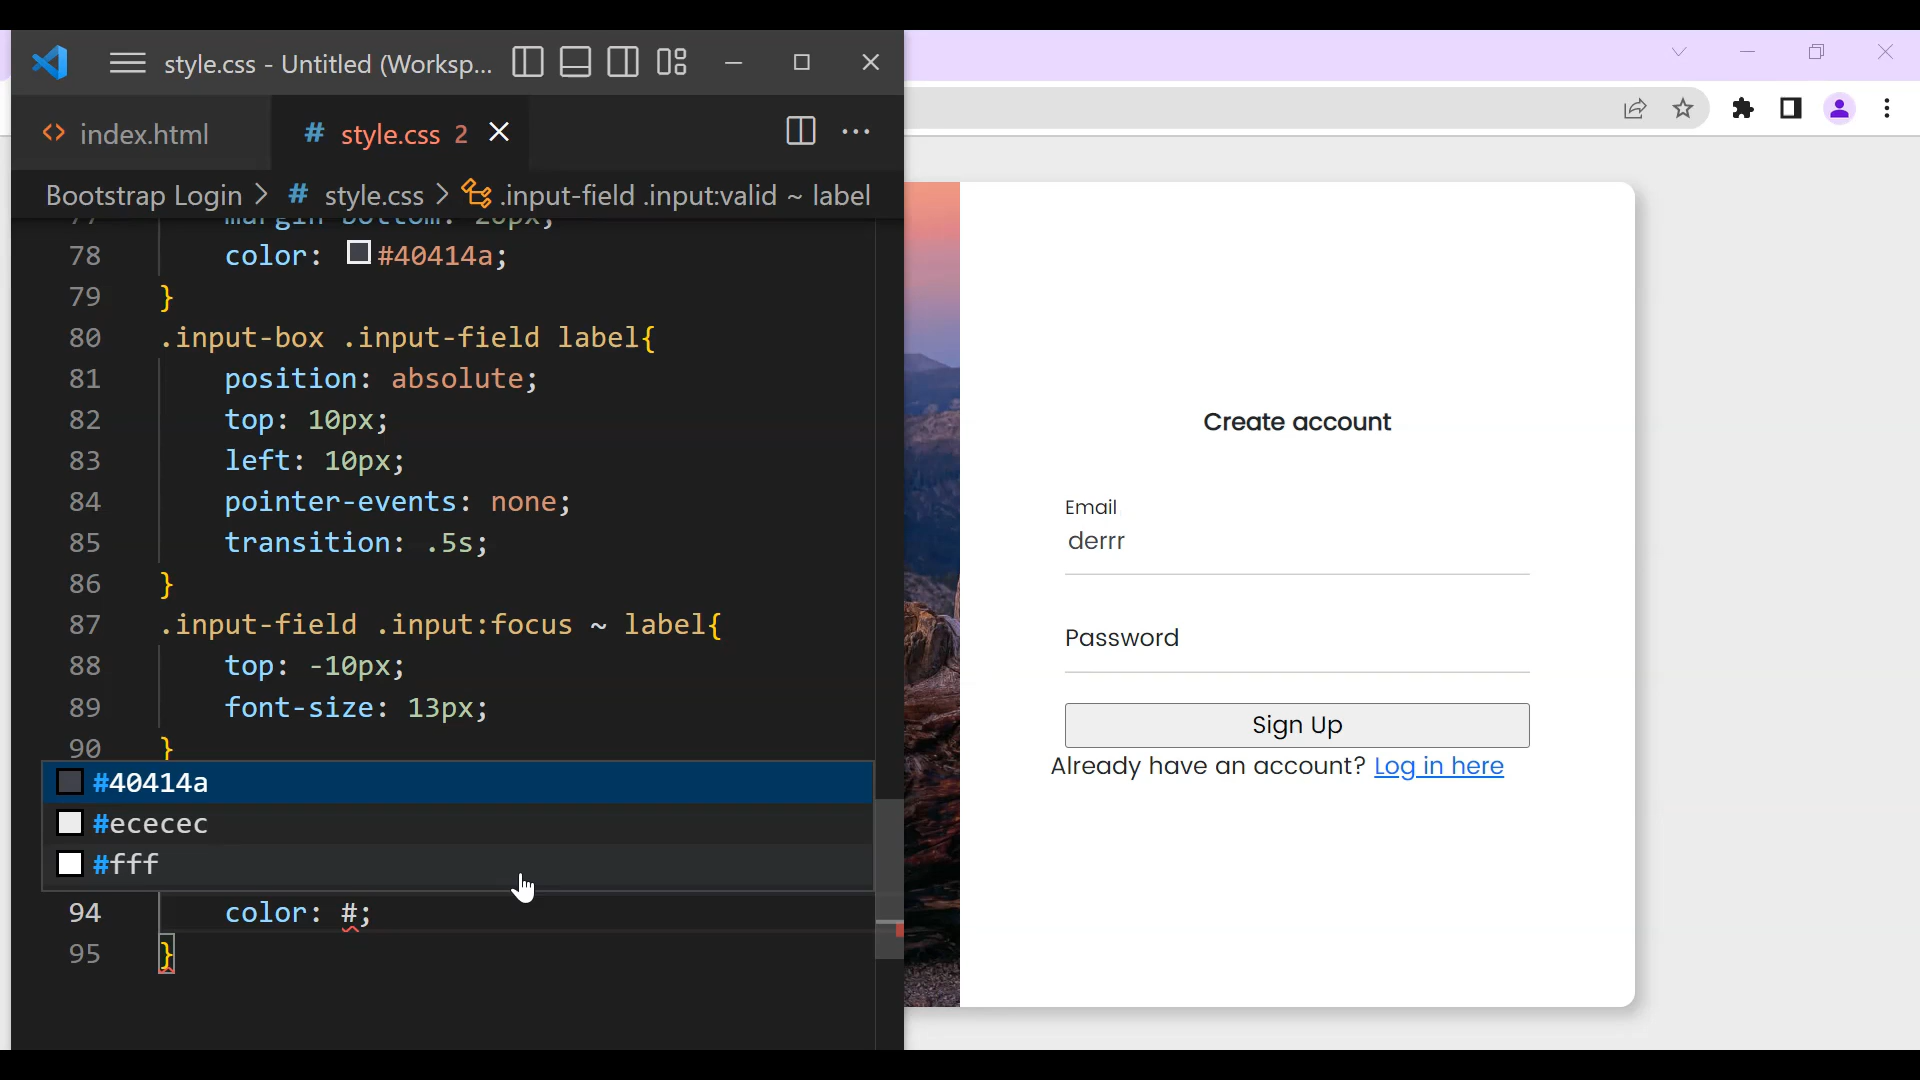 style.css - Untitled (Worksp...
index.html
# style.css 2
Bootstrap Login > # style.css > .input-field .input:valid ~ label
77 margin-bottom: 20px;
78 color: #40414a;
79 }
80 .input-box .input-field label{
81 position: absolute;
82 top: 10px;
83 left: 10px;
84 pointer-events: none;
85 transition: .5s;
86 }
87 .input-field .input:focus ~ label{
88 top: -10px;
89 font-size: 13px;
90 }
#40414a
#ececec
#fff
94 color: #;
95 }
Create account
Email
derrr
Password
Sign Up
Already have an account? Log in here